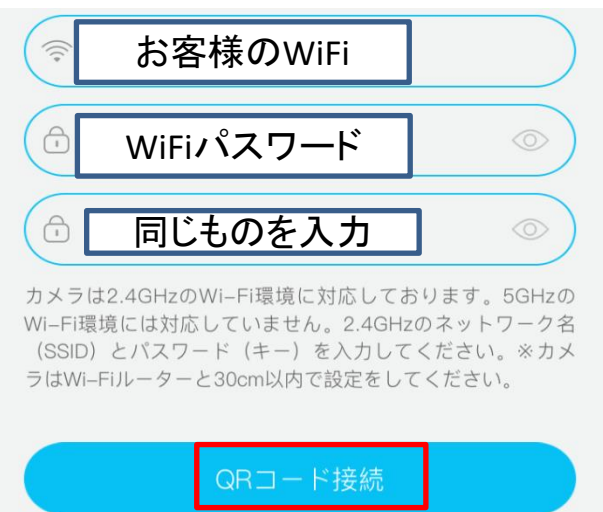 お客様のWiFi
WiFiパスワード
同じものを入力
カメラは2.4GHzのWi-Fi環境に対応しております。5GHzの
Wi-Fi環境には対応していません。2.4GHzのネットワーク名
（SSID）とパスワード（キー）を入力してください。※カメ
ラはWi-Fiルーターと30cm以内で設定をしてください。
QRコード接続